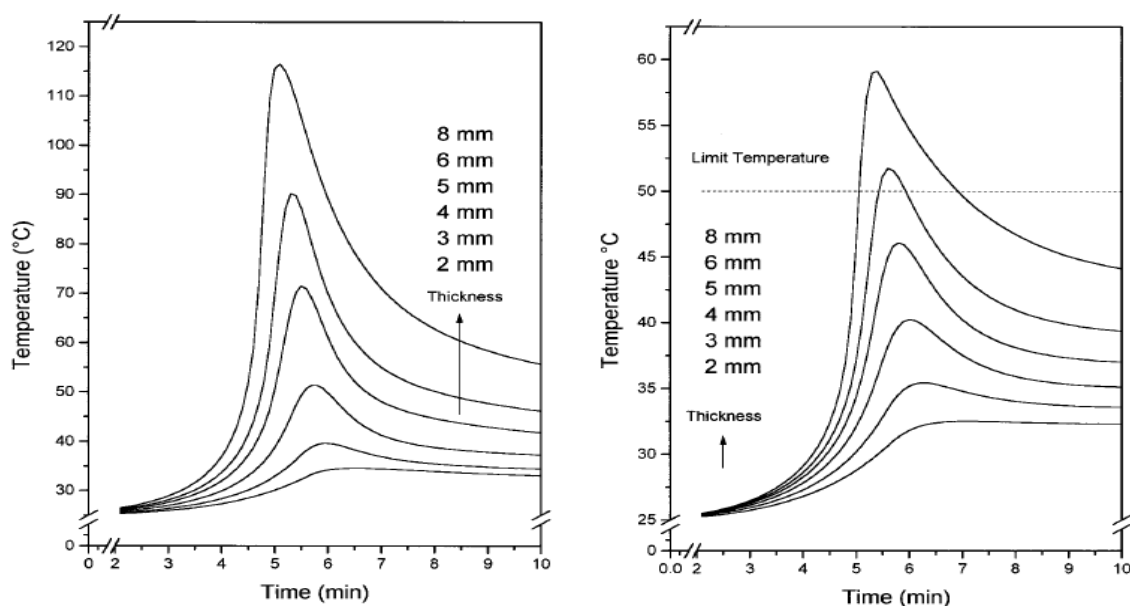 120
110
100
90
80
70
60
50
40
30
0
Temperature (°C)
8 mm
6 mm
5 mm
4 mm
3 mm
2 mm
Thickness
0 2 3 4 5 6 7 8 9 10
Time (min)
60
55
50
45
40
35
30
25
0
Temperature °C
Limit Temperature
8 mm
6 mm
5 mm
4 mm
3 mm
2 mm
Thickness
0.0 2 3 4 5 6 7 8 9 10
Time (min)